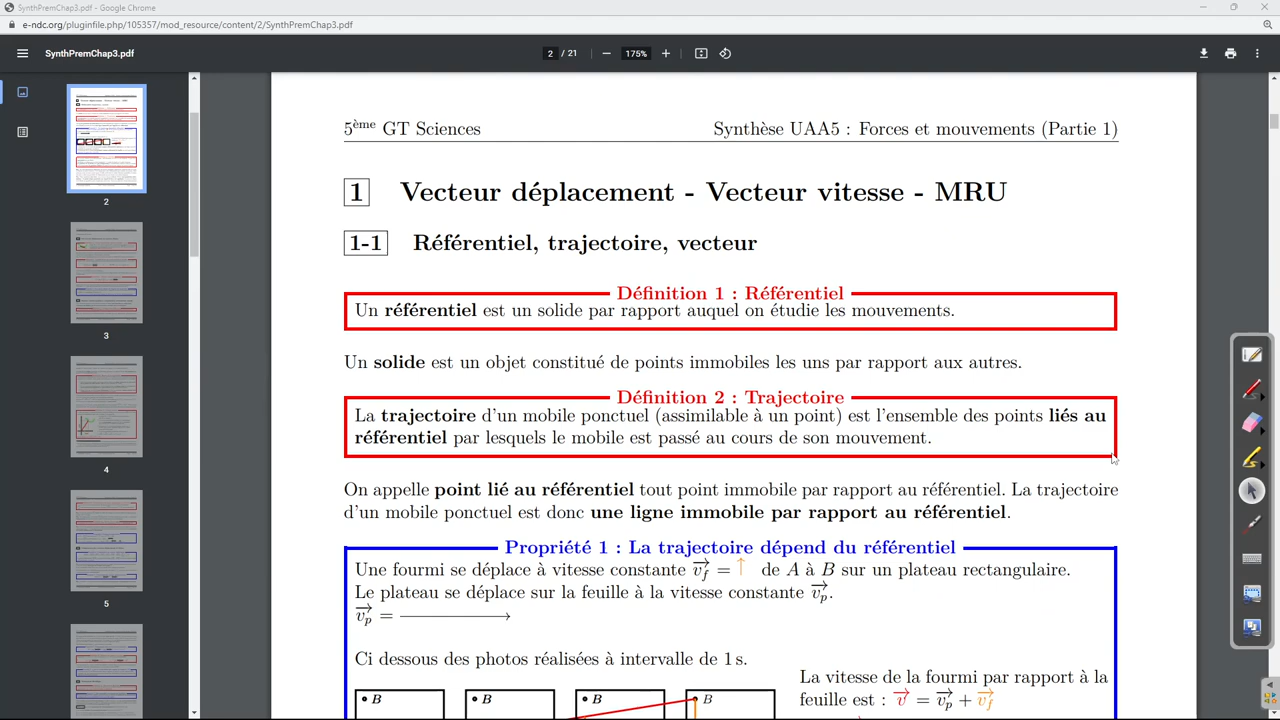 SynthPremChap3.pdf - Google Chrome
e-ndc.org/pluginfile.php/105357/mod_resource/content/2/SynthPremChap3.pdf
SynthPremChap3.pdf
2 / 21
175%
2
3
4
5
5ème GT Sciences
Synthèse UAA5 : Forces et mouvements (Partie 1)
1 Vecteur déplacement - Vecteur vitesse - MRU
1-1 Référentiel, trajectoire, vecteur
Définition 1 : Référentiel
Un référentiel est un solide par rapport auquel on étudie les mouvements.
Un solide est un objet constitué de points immobiles les uns par rapport aux autres.
Définition 2 : Trajectoire
La trajectoire d'un mobile ponctuel (assimilable à un point) est l'ensemble des points liés au
référentiel par lesquels le mobile est passé au cours de son mouvement.
On appelle point lié au référentiel tout point immobile par rapport au référentiel. La trajectoire
d'un mobile ponctuel est donc une ligne immobile par rapport au référentiel.
Propriété 1 : La trajectoire dépend du référentiel
Une fourmi se déplace à vitesse constante v⃗f = ↑ de A à B sur un plateau rectangulaire.
Le plateau se déplace sur la feuille à la vitesse constante v⃗p.
v⃗p = ⟶
Ci dessous des photos réalisées à intervalle de 1 s.
La vitesse de la fourmi par rapport à la
feuille est : v⃗ = v⃗p + v⃗f
B
B
B
B